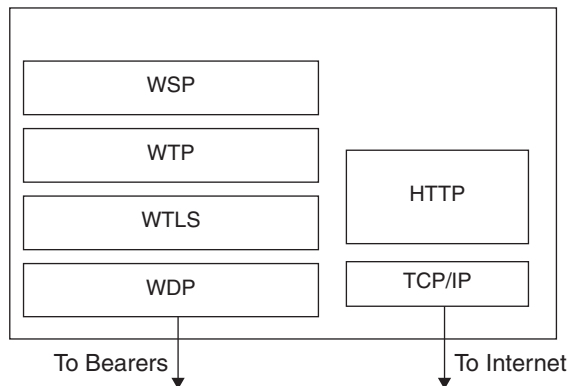 WSP
WTP
WTLS
WDP
HTTP
TCP/IP
To Bearers
To Internet